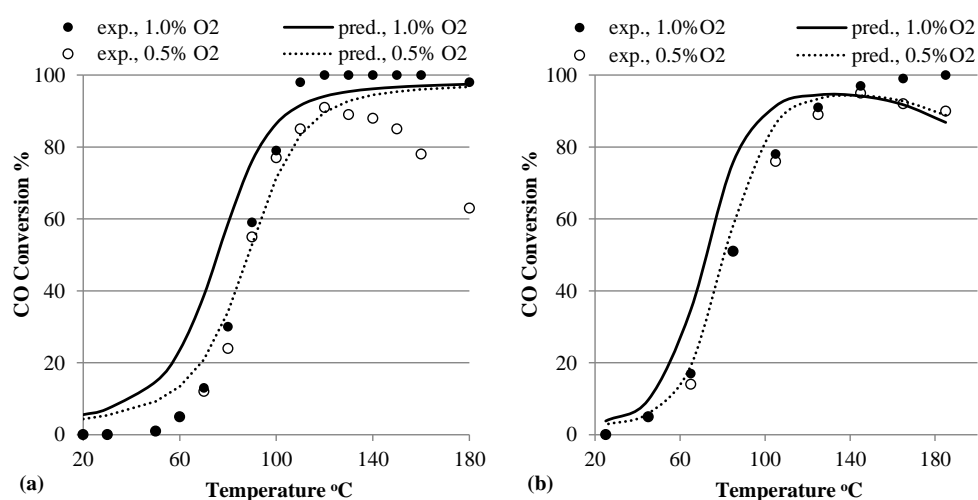 exp., 1.0% O2 pred., 1.0% O2
exp., 0.5% O2 pred., 0.5% O2
CO Conversion %
100
80
60
40
20
0
20 60 100 140 180
(a) Temperature ºC
exp., 1.0%O2 pred., 1.0%O2
exp., 0.5%O2 pred., 0.5%O2
CO Conversion %
100
80
60
40
20
0
20 60 100 140 180
(b) Temperature ºC